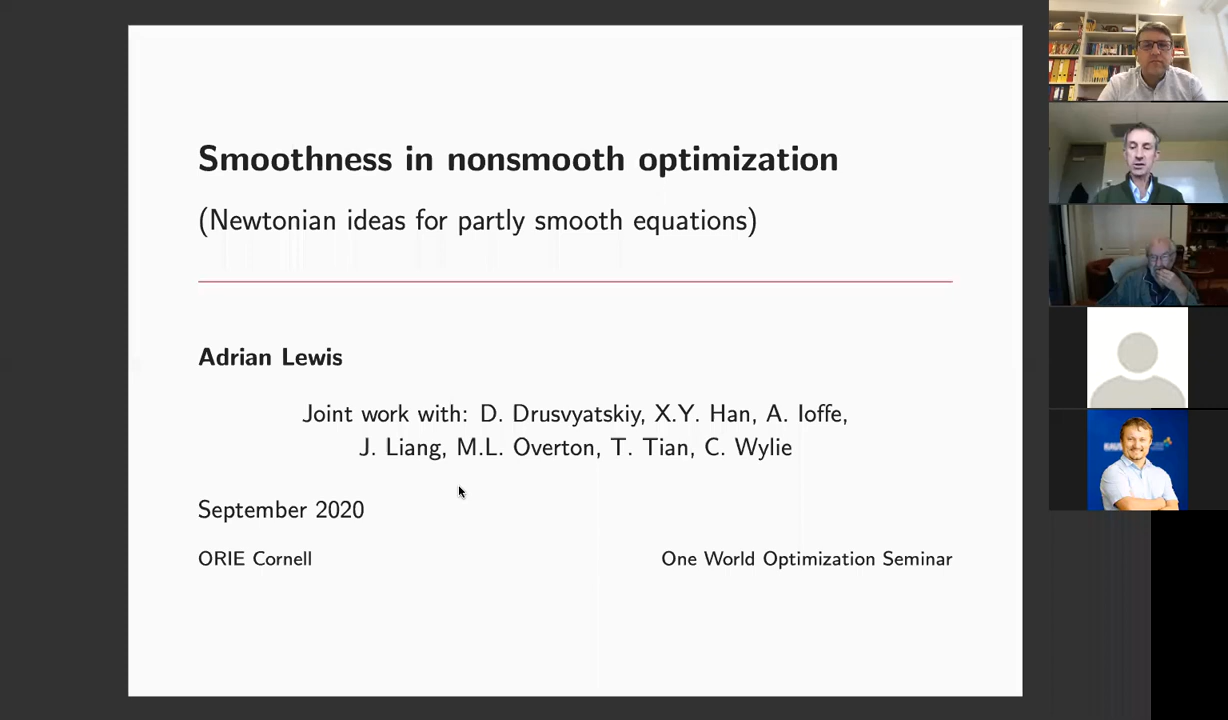 Smoothness in nonsmooth optimization
(Newtonian ideas for partly smooth equations)
Adrian Lewis
Joint work with: D. Drusvyatskiy, X.Y. Han, A. Ioffe,
J. Liang, M.L. Overton, T. Tian, C. Wylie
September 2020
ORIE Cornell
One World Optimization Seminar